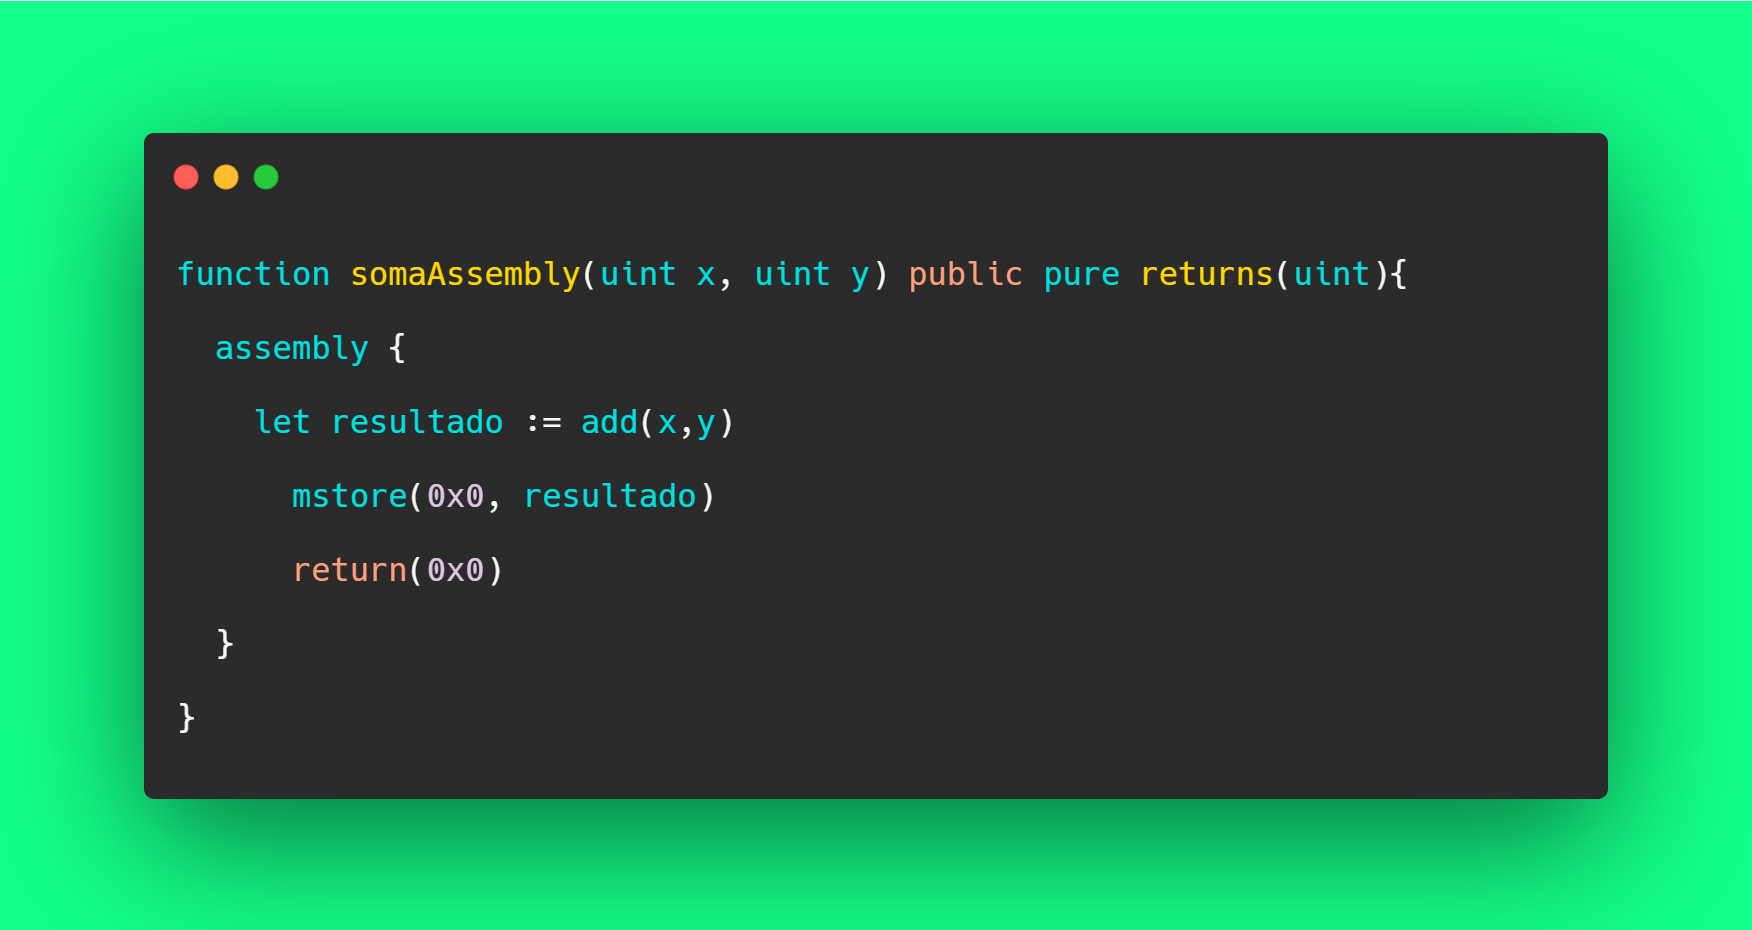 function somaAssembly(uint x, uint y) public pure returns(uint){
  assembly {
    let resultado := add(x,y)
      mstore(0x0, resultado)
      return(0x0)
  }
}